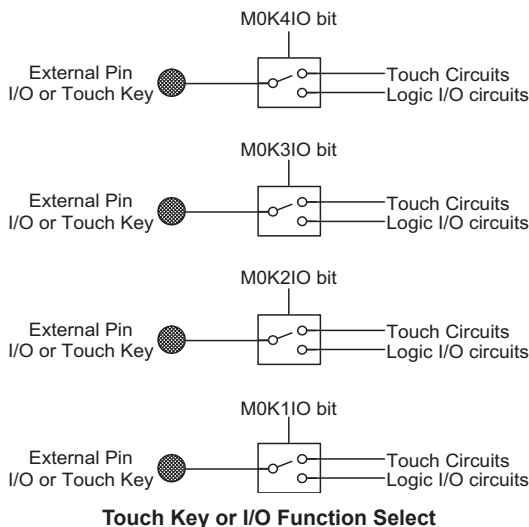 M0K4IO bit
External Pin
I/O or Touch Key
Touch Circuits
Logic I/O circuits
M0K3IO bit
External Pin
I/O or Touch Key
Touch Circuits
Logic I/O circuits
M0K2IO bit
External Pin
I/O or Touch Key
Touch Circuits
Logic I/O circuits
M0K1IO bit
External Pin
I/O or Touch Key
Touch Circuits
Logic I/O circuits
Touch Key or I/O Function Select